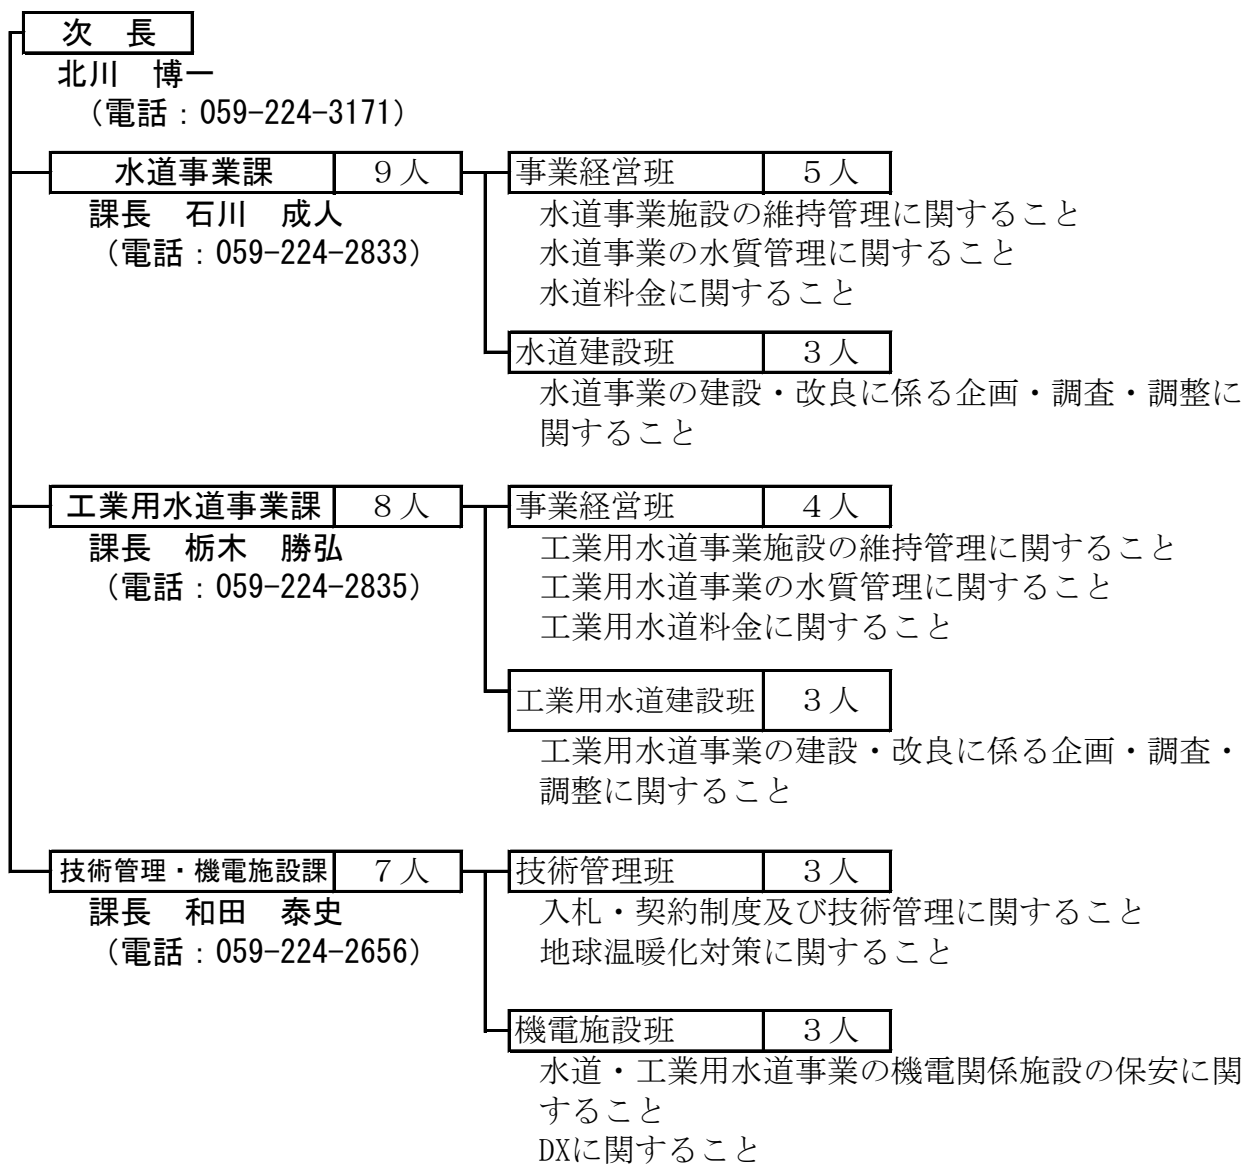 次　長
北川　博一
（電話：059-224-3171）
水道事業課　９人
課長　石川　成人
（電話：059-224-2833）
事業経営班　５人
水道事業施設の維持管理に関すること
水道事業の水質管理に関すること
水道料金に関すること
水道建設班　３人
水道事業の建設・改良に係る企画・調査・調整に
関すること
工業用水道事業課　８人
課長　栃木　勝弘
（電話：059-224-2835）
事業経営班　４人
工業用水道事業施設の維持管理に関すること
工業用水道事業の水質管理に関すること
工業用水道料金に関すること
工業用水道建設班　３人
工業用水道事業の建設・改良に係る企画・調査・
調整に関すること
技術管理・機電施設課　７人
課長　和田　泰史
（電話：059-224-2656）
技術管理班　３人
入札・契約制度及び技術管理に関すること
地球温暖化対策に関すること
機電施設班　３人
水道・工業用水道事業の機電関係施設の保安に関
すること
DXに関すること